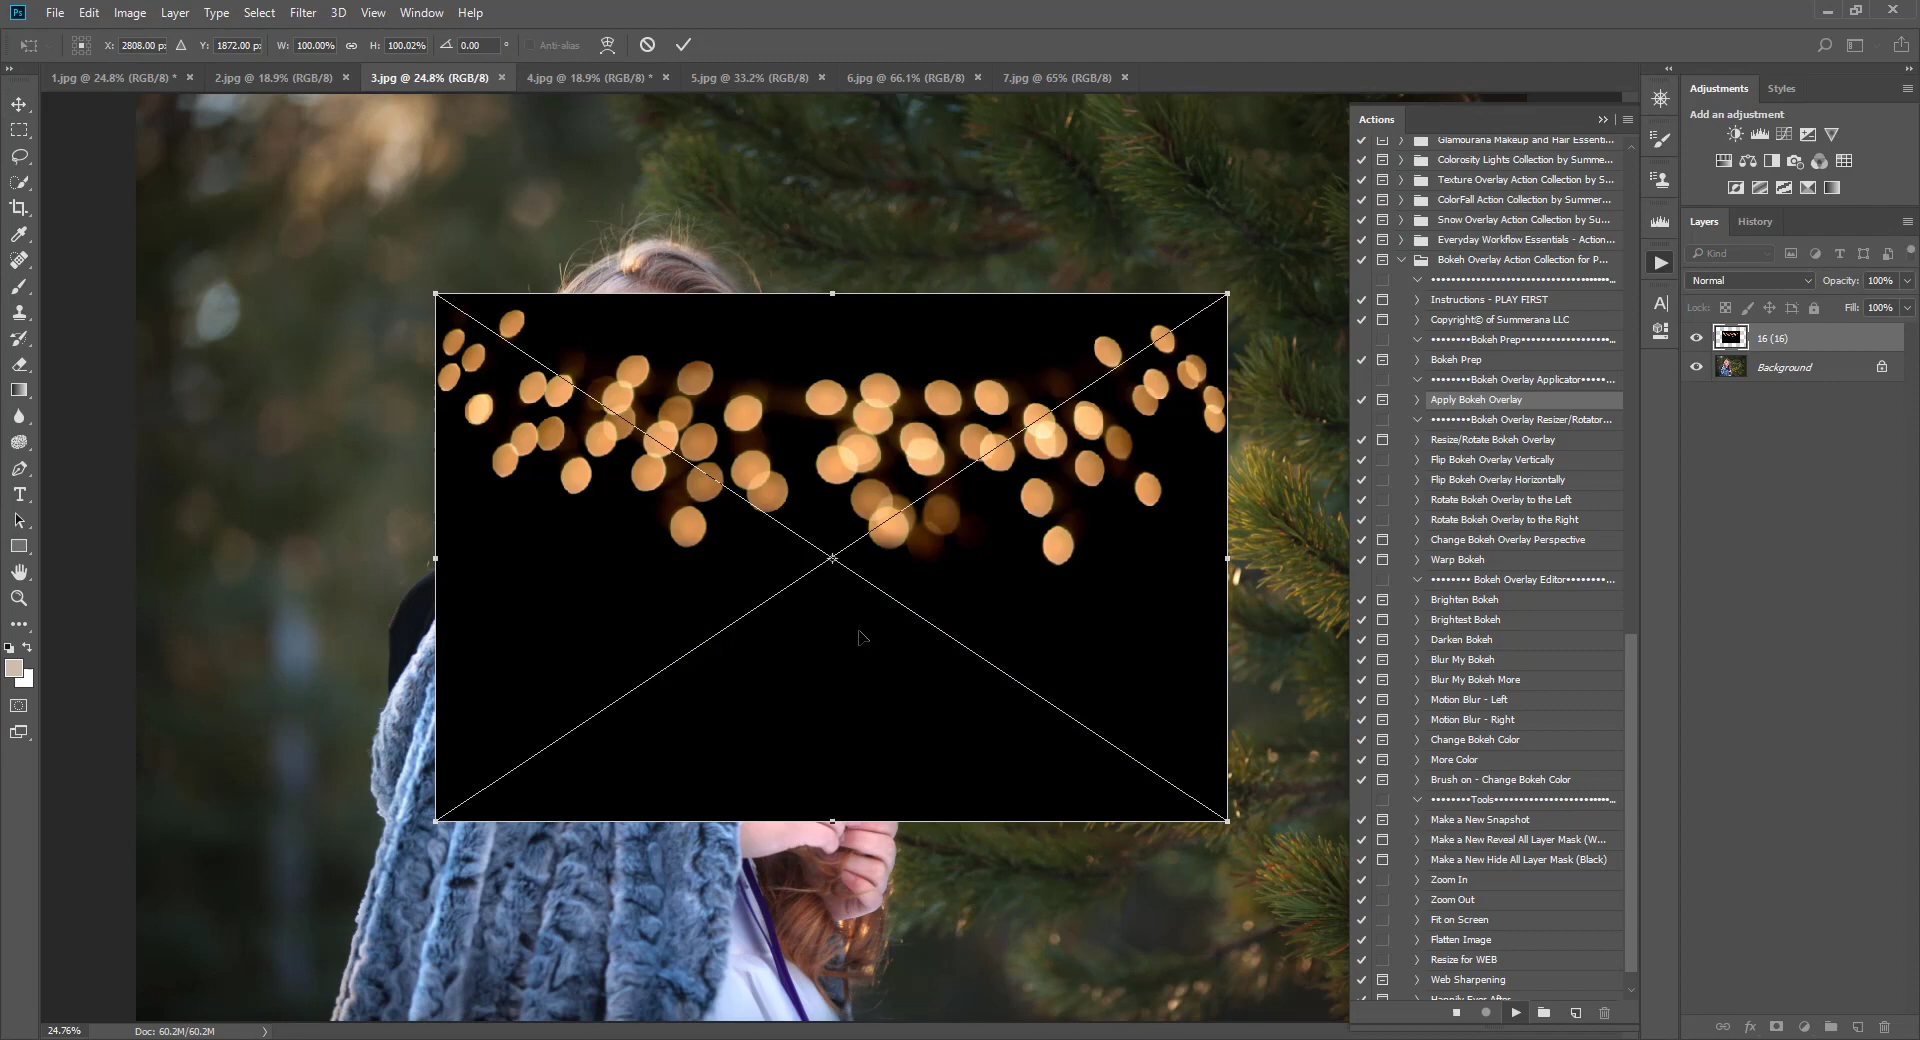 Ps File Edit Image Layer Type Select Filter 3D View Window Help
X: 2808.00 px Y: 1872.00 px W: 100.00% H: 100.02% 0.00 ° Anti-alias
1.jpg @ 24.8% (RGB/8) * × 2.jpg @ 18.9% (RGB/8) × 3.jpg @ 24.8% (RGB/8) × 4.jpg @ 18.9% (RGB/8) * × 5.jpg @ 33.2% (RGB/8) × 6.jpg @ 66.1% (RGB/8) × 7.jpg @ 65% (RGB/8) ×
Actions
Glamourana Makeup and Hair Essenti...
Colorosity Lights Collection by Summe...
Texture Overlay Action Collection by S...
ColorFall Action Collection by Summer...
Snow Overlay Action Collection by Su...
Everyday Workflow Essentials - Action...
Bokeh Overlay Action Collection for P...
Instructions - PLAY FIRST
Copyright© of Summerana LLC
••••••••Bokeh Prep••••••••••••••••••...
Bokeh Prep
••••••••Bokeh Overlay Applicator•••••...
Apply Bokeh Overlay
••••••••Bokeh Overlay Resizer/Rotator...
Resize/Rotate Bokeh Overlay
Flip Bokeh Overlay Vertically
Flip Bokeh Overlay Horizontally
Rotate Bokeh Overlay to the Left
Rotate Bokeh Overlay to the Right
Change Bokeh Overlay Perspective
Warp Bokeh
•••••••• Bokeh Overlay Editor••••••••...
Brighten Bokeh
Brightest Bokeh
Darken Bokeh
Blur My Bokeh
Blur My Bokeh More
Motion Blur - Left
Motion Blur - Right
Change Bokeh Color
More Color
Brush on - Change Bokeh Color
••••••••Tools••••••••••••••••••••••••...
Make a New Snapshot
Make a New Reveal All Layer Mask (W...
Make a New Hide All Layer Mask (Black)
Zoom In
Zoom Out
Fit on Screen
Flatten Image
Resize for WEB
Web Sharpening
Happily Ever After
Adjustments Styles
Add an adjustment
Layers History
Kind
Normal Opacity: 100%
Lock: Fill: 100%
16 (16)
Background
24.76% Doc: 60.2M/60.2M